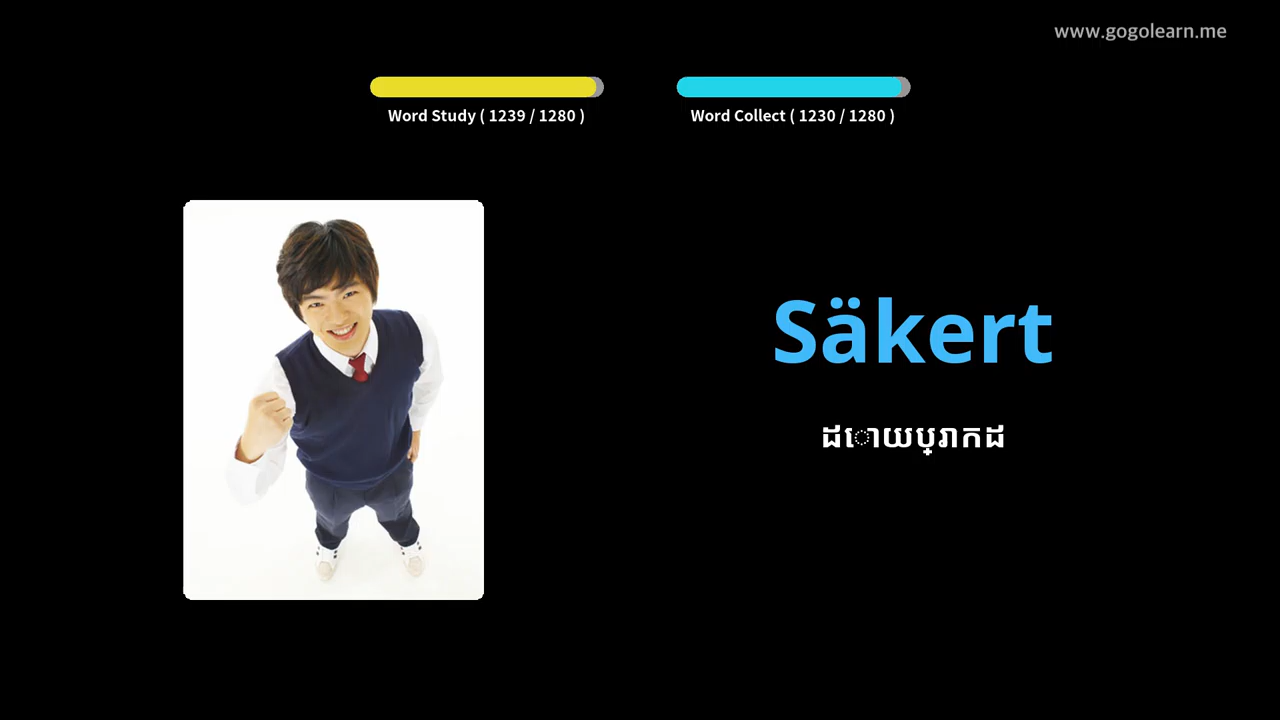 www.gogolearn.me
Word Study ( 1239 / 1280 )
Word Collect ( 1230 / 1280 )
Säkert
ដោយប្រាកដ